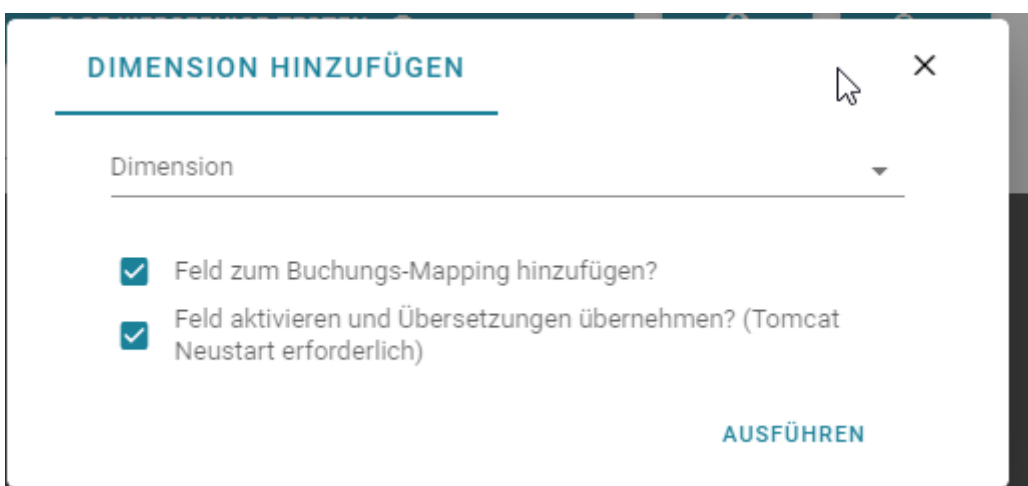 DIMENSION HINZUFÜGEN
Dimension
Feld zum Buchungs-Mapping hinzufügen?
Feld aktivieren und Übersetzungen übernehmen? (Tomcat
Neustart erforderlich)
AUSFÜHREN